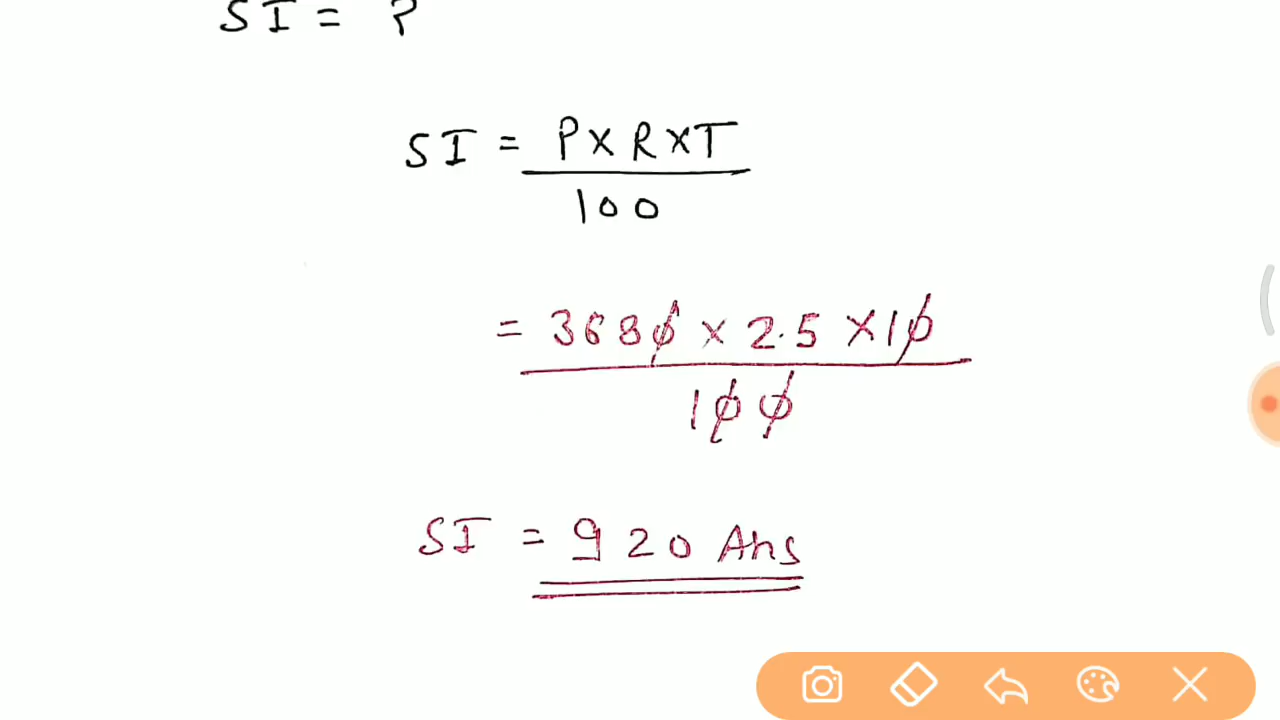 SI = ?
SI = P × R × T
100
= 3680 × 2.5 × 10
100
SI = 920 Ans